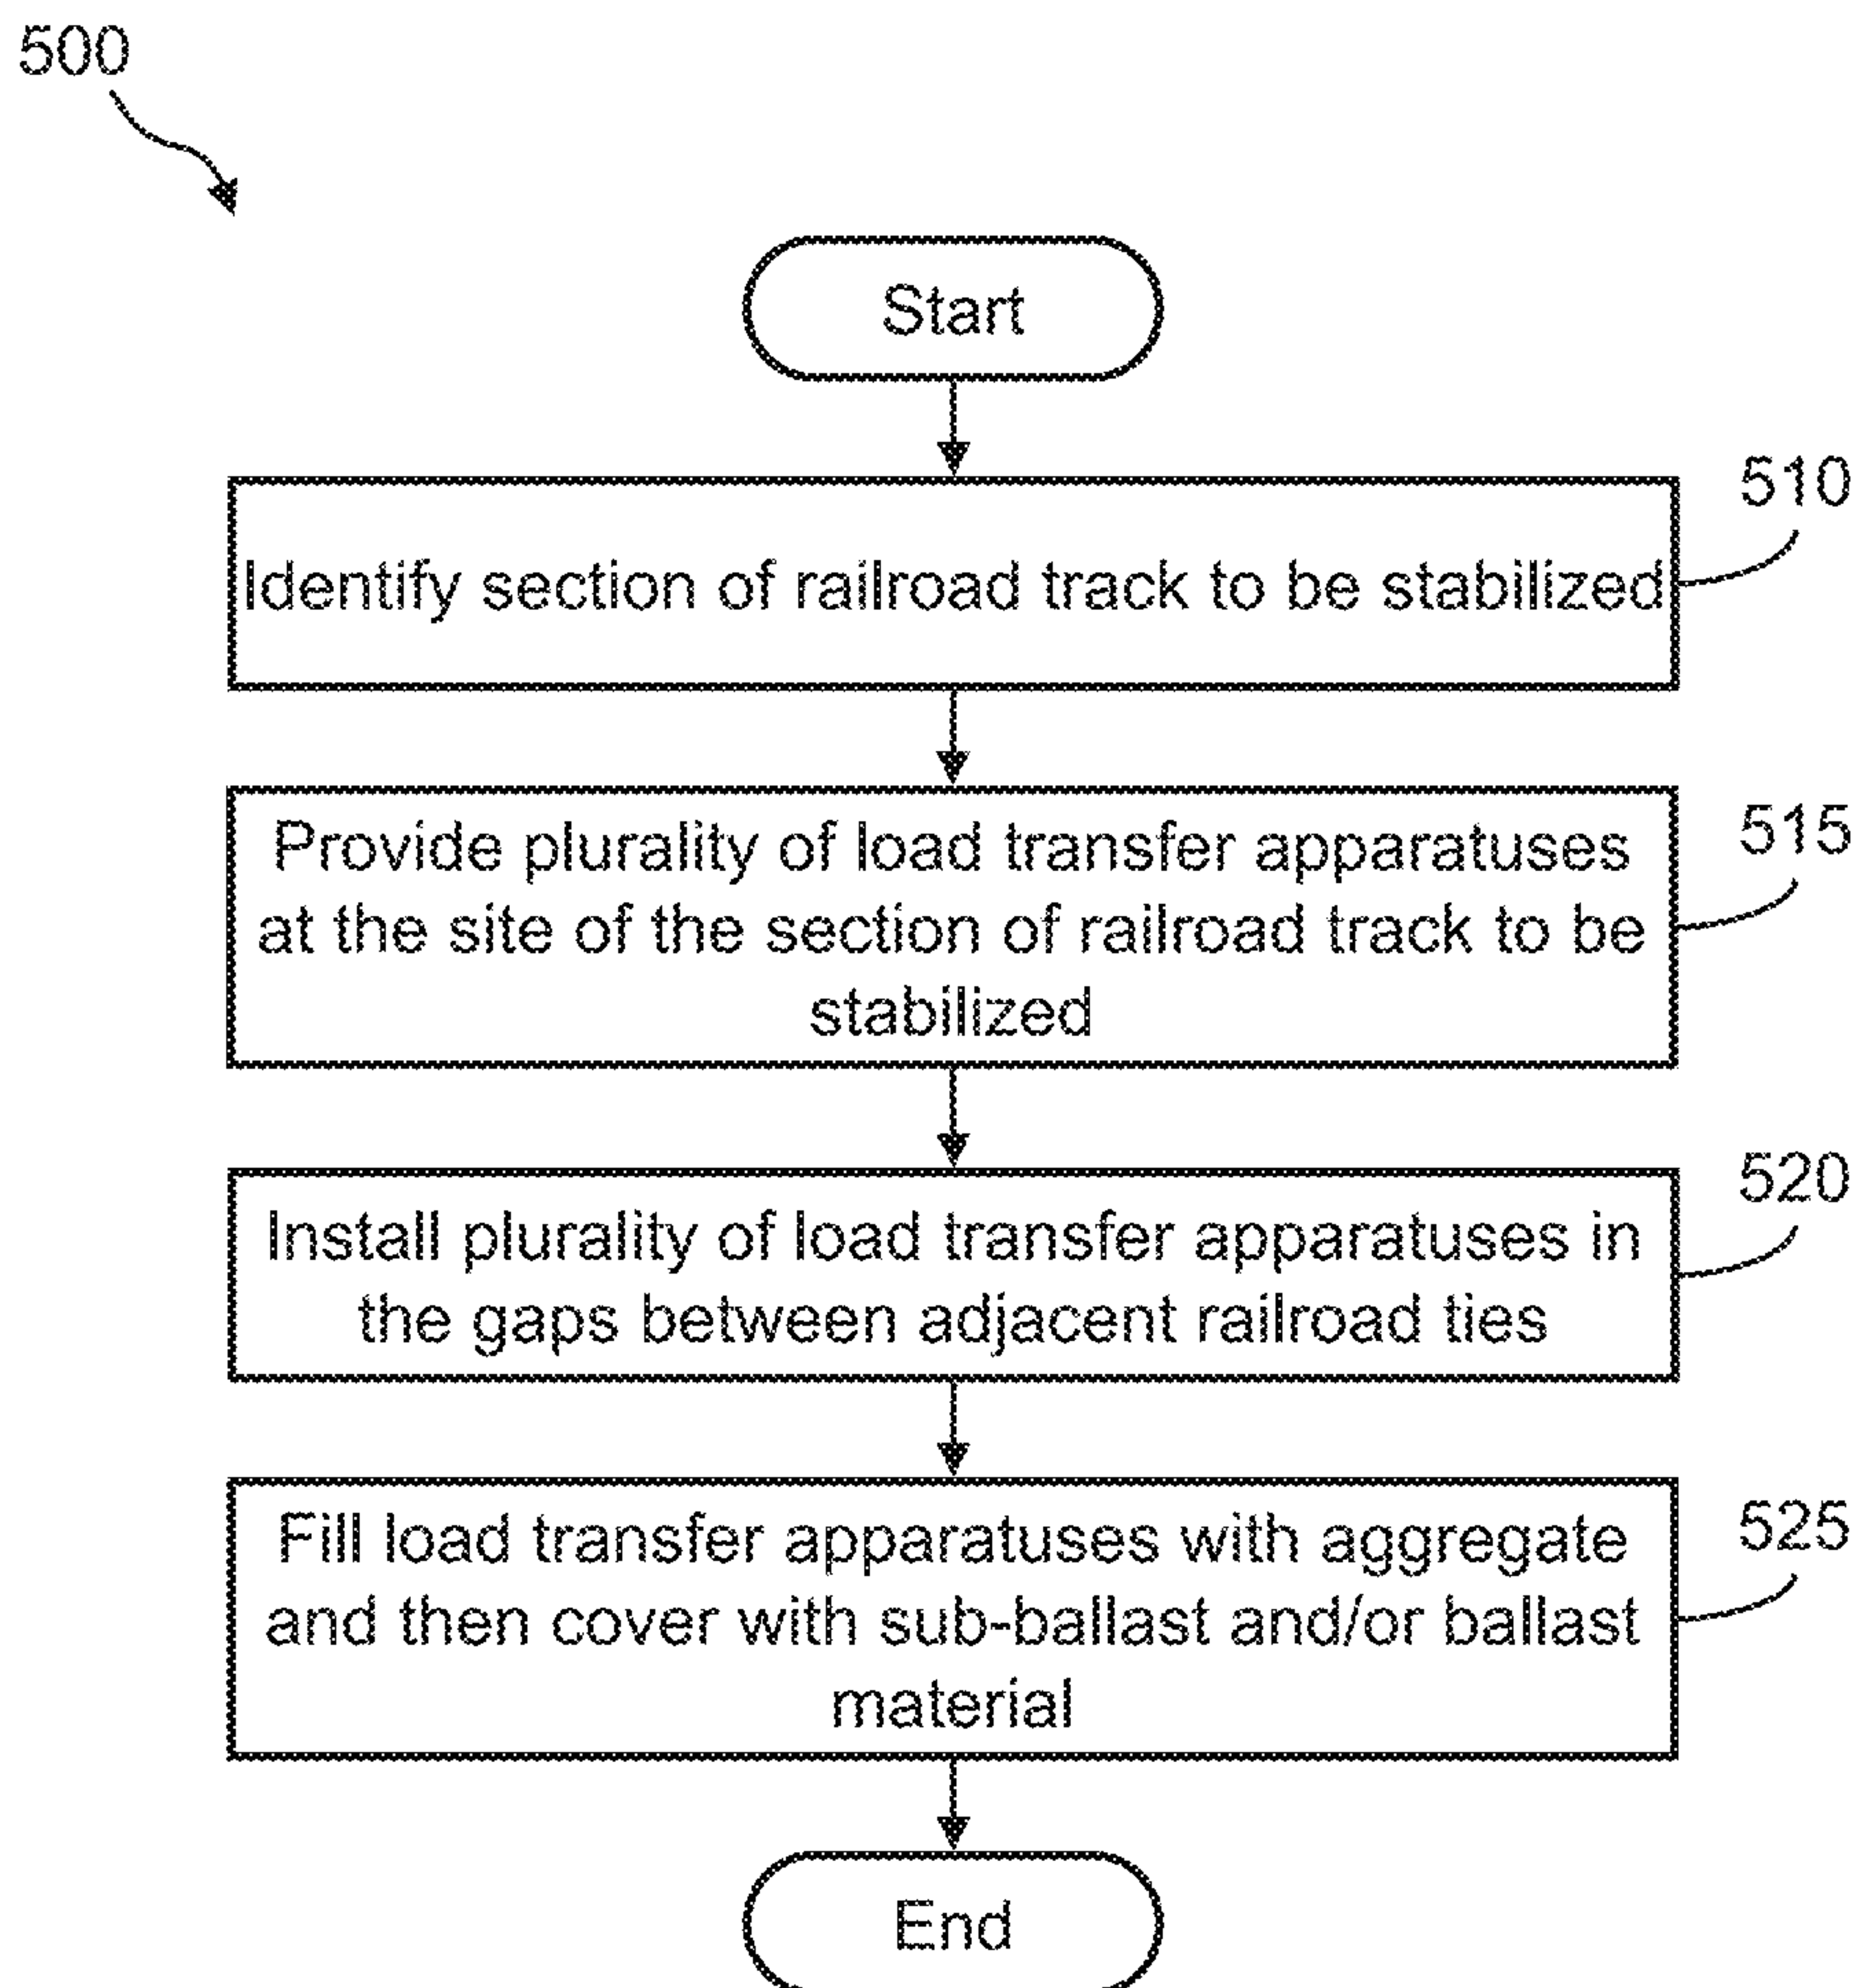 500
Start
510
Identify section of railroad track to be stabilized
515
Provide plurality of load transfer apparatuses
at the site of the section of railroad track to be
stabilized
520
Install plurality of load transfer apparatuses in
the gaps between adjacent railroad ties
525
Fill load transfer apparatuses with aggregate
and then cover with sub-ballast and/or ballast
material
End